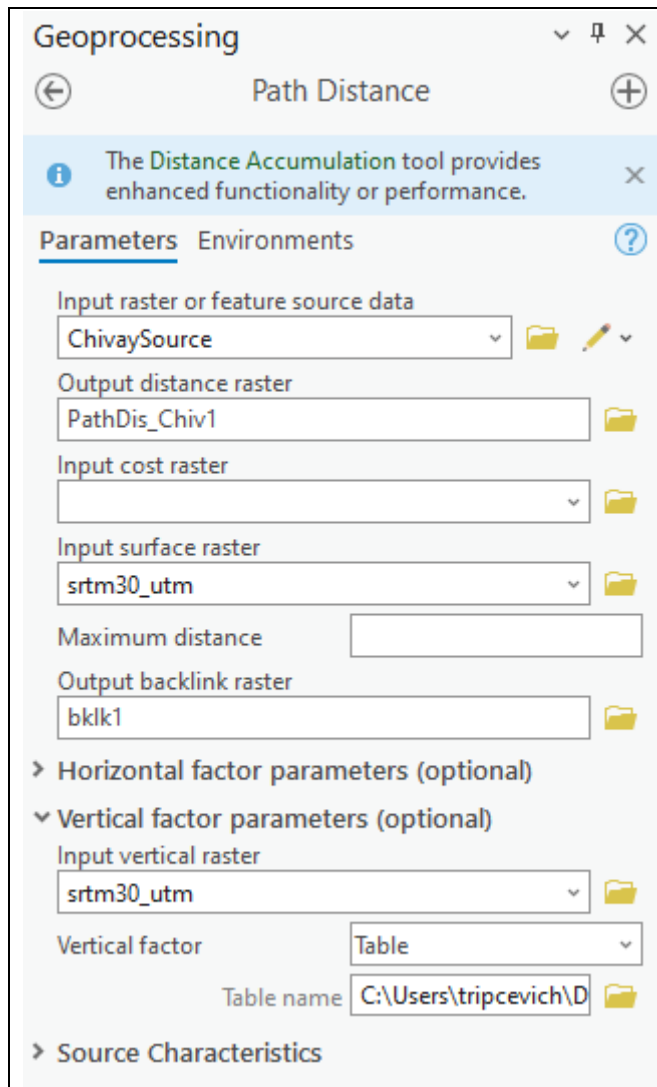 Geoprocessing
Path Distance
The Distance Accumulation tool provides
enhanced functionality or performance.
Parameters Environments
Input raster or feature source data
ChivaySource
Output distance raster
PathDis_Chiv1
Input cost raster
Input surface raster
srtm30_utm
Maximum distance
Output backlink raster
bklk1
Horizontal factor parameters (optional)
Vertical factor parameters (optional)
Input vertical raster
srtm30_utm
Vertical factor Table
Table name C:\Users\tripcevich\D
Source Characteristics